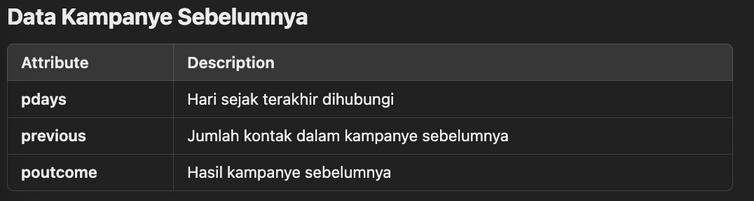 Data Kampanye Sebelumnya
Attribute Description
pdays Hari sejak terakhir dihubungi
previous Jumlah kontak dalam kampanye sebelumnya
poutcome Hasil kampanye sebelumnya